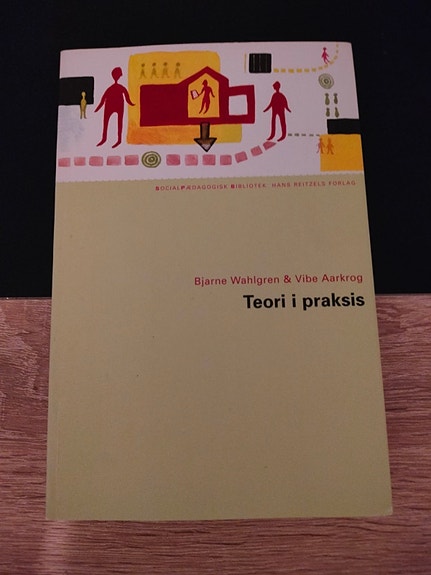 SOCIALPÆDAGOGISK BIBLIOTEK HANS REITZELS FORLAG
Bjarne Wahlgren & Vibe Aarkrog
Teori i praksis